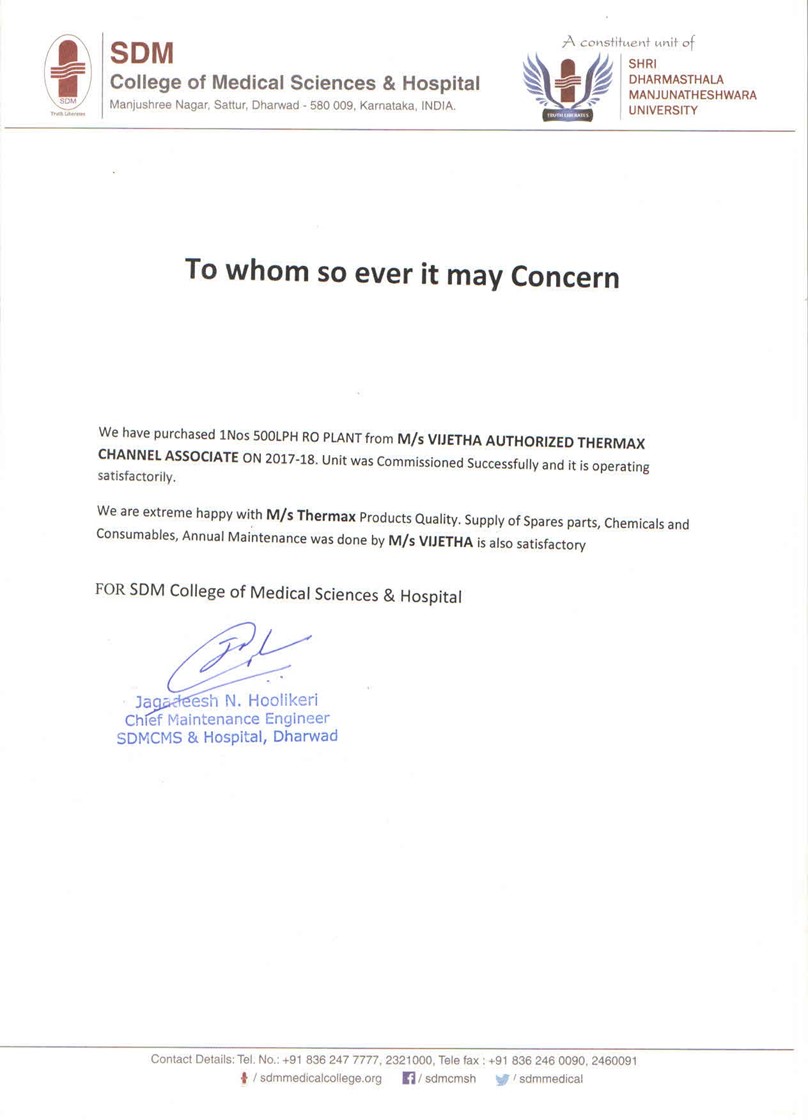 SDM
College of Medical Sciences & Hospital
Manjushree Nagar, Sattur, Dharwad - 580 009, Karnataka, INDIA.
SDM
Truth Liberates
A constituent unit of
SHRI
DHARMASTHALA
MANJUNATHESHWARA
UNIVERSITY
TRUTH LIBERATES
To whom so ever it may Concern
We have purchased 1Nos 500LPH RO PLANT from M/s VIJETHA AUTHORIZED THERMAX
CHANNEL ASSOCIATE ON 2017-18. Unit was Commissioned Successfully and it is operating
satisfactorily.
We are extreme happy with M/s Thermax Products Quality. Supply of Spares parts, Chemicals and
Consumables, Annual Maintenance was done by M/s VIJETHA is also satisfactory
FOR SDM College of Medical Sciences & Hospital
Jagadeesh N. Hoolikeri
Chief Maintenance Engineer
SDMCMS & Hospital, Dharwad
Contact Details: Tel. No.: +91 836 247 7777, 2321000, Tele fax : +91 836 246 0090, 2460091
/ sdmmedicalcollege.org / sdmcmsh / sdmmedical